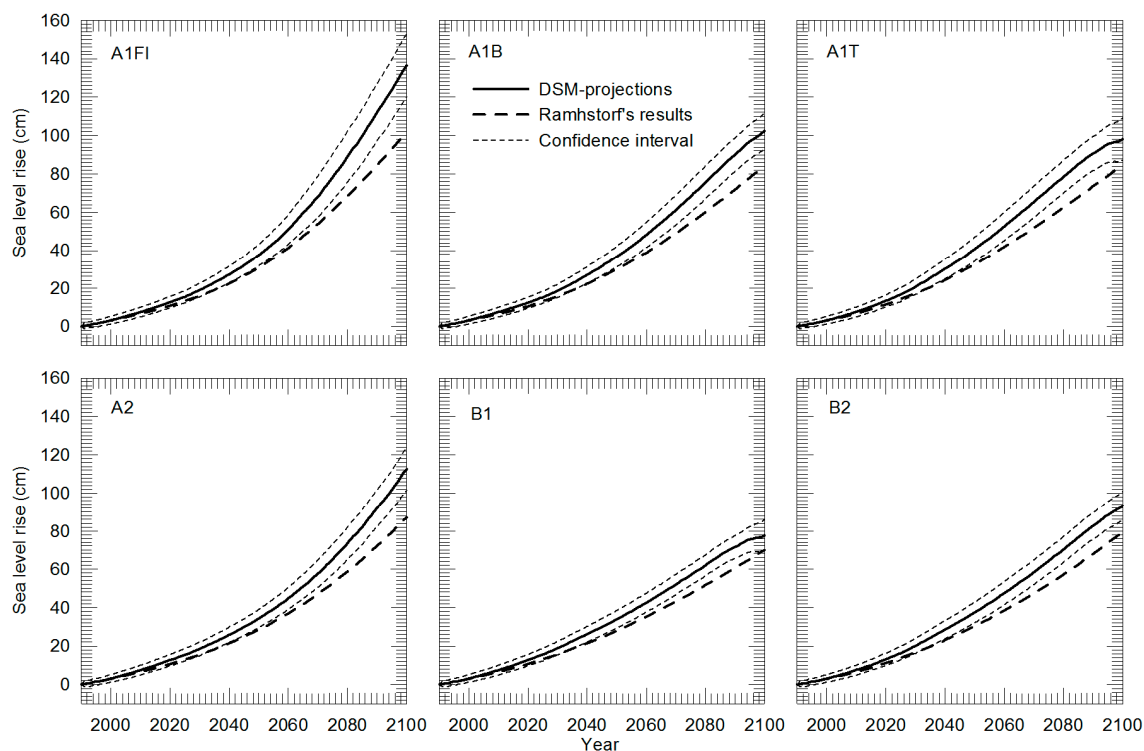 160
140
120
100
80
60
40
20
0
Sea level rise (cm)
A1FI
A1B
DSM-projections
Ramhstorf's results
Confidence interval
A1T
160
140
120
100
80
60
40
20
0
Sea level rise (cm)
A2
B1
B2
2000 2020 2040 2060 2080 2100
2000 2020 2040 2060 2080 2100
2000 2020 2040 2060 2080 2100
Year